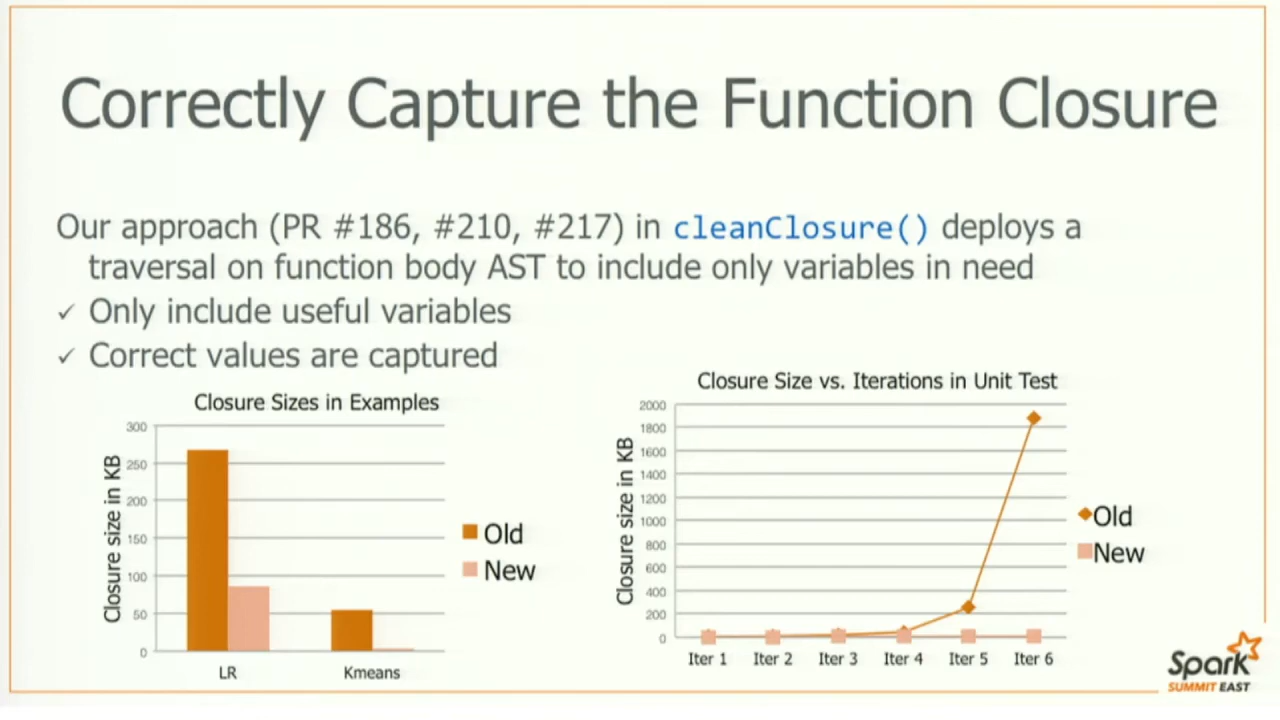 Correctly Capture the Function Closure
Our approach (PR #186, #210, #217) in cleanClosure() deploys a
traversal on function body AST to include only variables in need
✓ Only include useful variables
✓ Correct values are captured
Closure Sizes in Examples
Closure size in KB
300
250
200
150
100
50
0
LR
Kmeans
Old
New
Closure Size vs. Iterations in Unit Test
Closure size in KB
2000
1800
1600
1400
1200
1000
800
600
400
200
0
Iter 1
Iter 2
Iter 3
Iter 4
Iter 5
Iter 6
Old
New
Spark
SUMMIT EAST